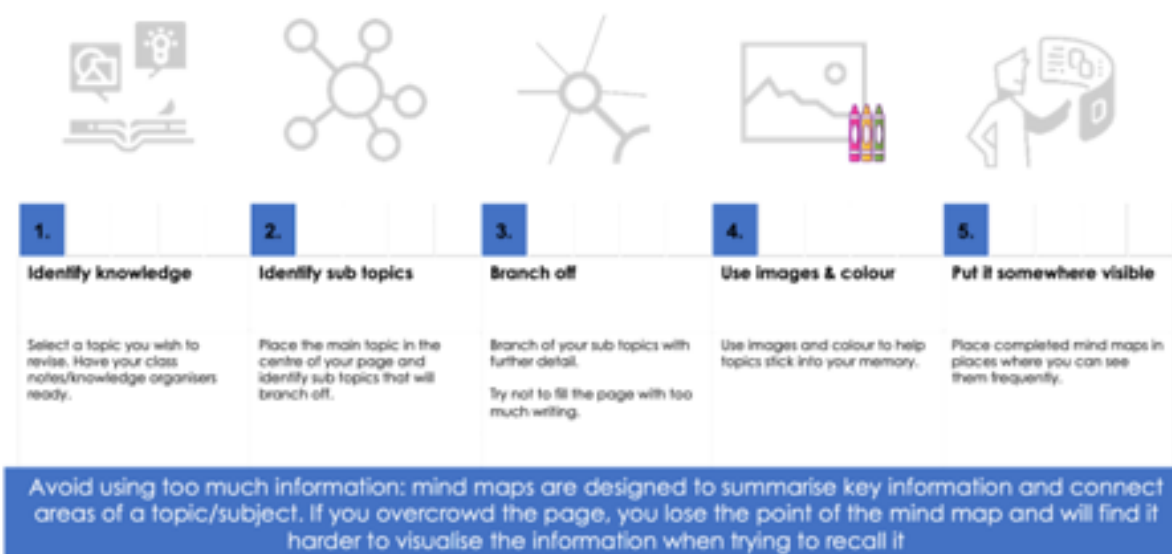 1.
Identify knowledge
Select a topic you wish to
revise. Have your class
notes/knowledge organisers
ready.
2.
Identify sub topics
Place the main topic in the
centre of your page and
identify sub topics that will
branch off.
3.
Branch off
Branch of your sub topics with
further detail.
Try not to fill the page with too
much writing.
4.
Use images & colour
Use images and colour to help
topics stick into your memory.
5.
Put it somewhere visible
Place completed mind maps in
places where you can see
them frequently.
Avoid using too much information: mind maps are designed to summarise key information and connect
areas of a topic/subject. If you overcrowd the page, you lose the point of the mind map and will find it
harder to visualise the information when trying to recall it